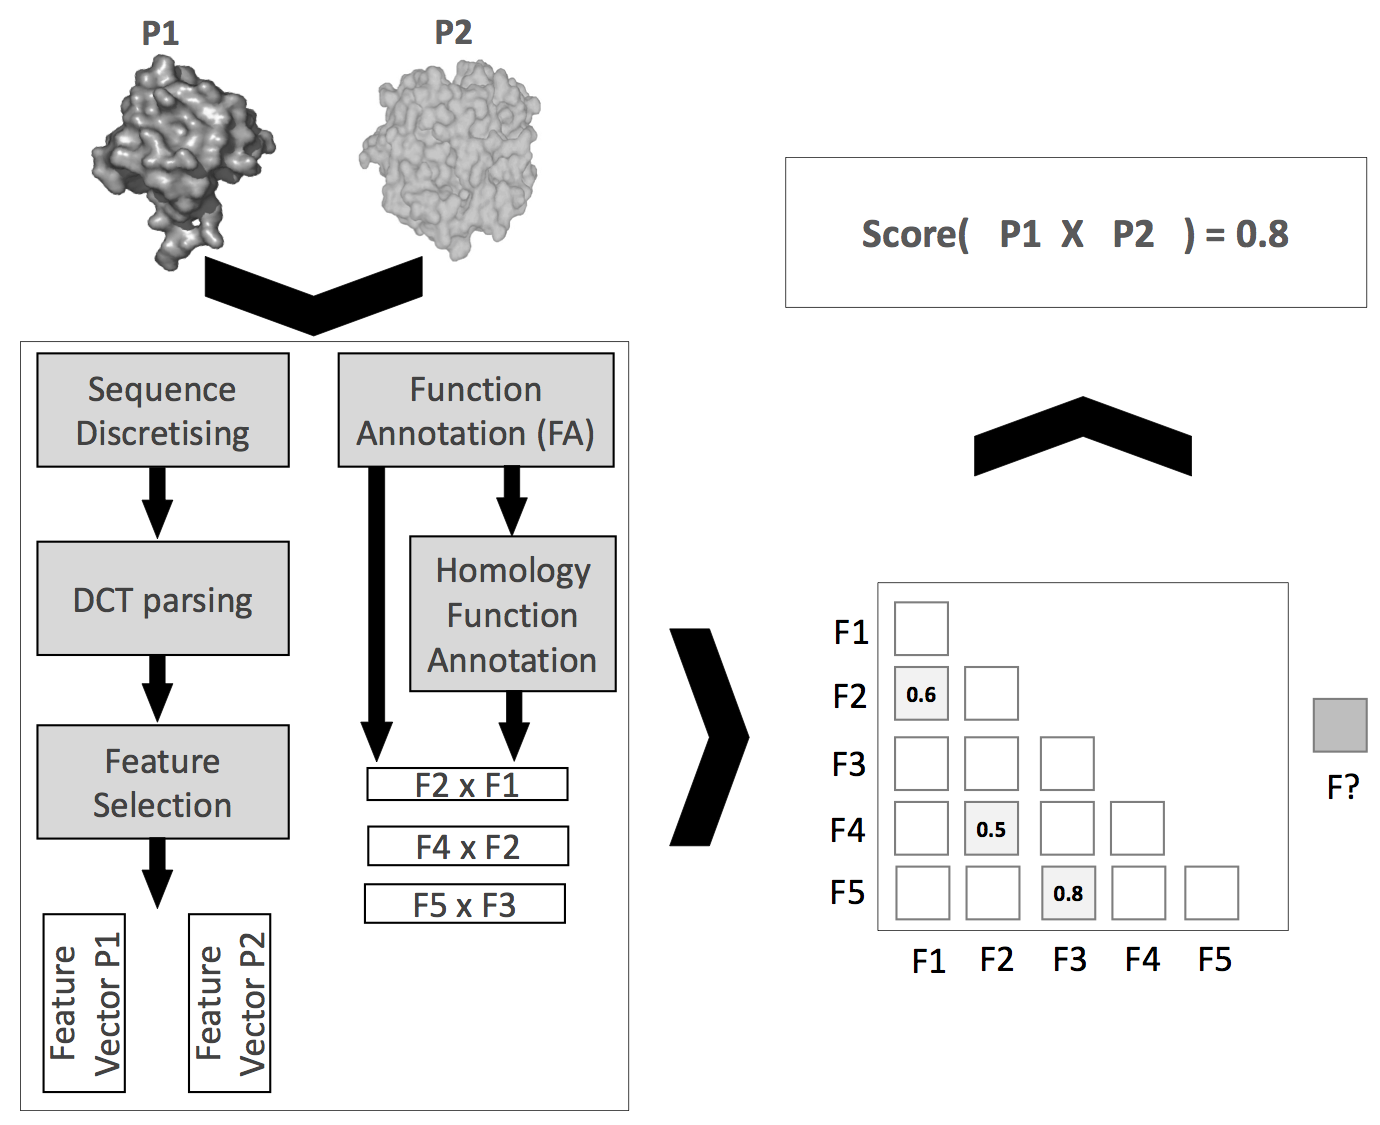 P1
P2
Sequence
Discretising
DCT parsing
Feature
Selection
Feature
Vector P1
Feature
Vector P2
Function
Annotation (FA)
Homology
Function
Annotation
F2 x F1
F4 x F2
F5 x F3
Score( P1 X P2 ) = 0.8
F1
F2
0.6
F3
F4
0.5
F5
0.8
F1 F2 F3 F4 F5
F?